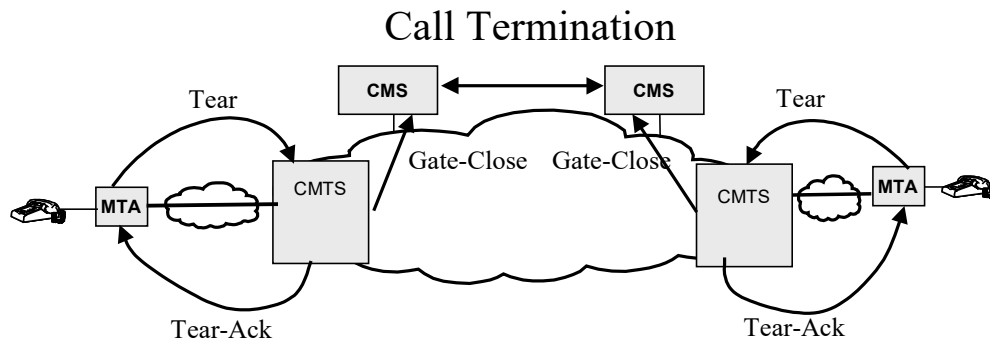 Call Termination
CMS
CMS
Tear
Tear
Gate-Close
Gate-Close
CMTS
CMTS
MTA
MTA
Tear-Ack
Tear-Ack